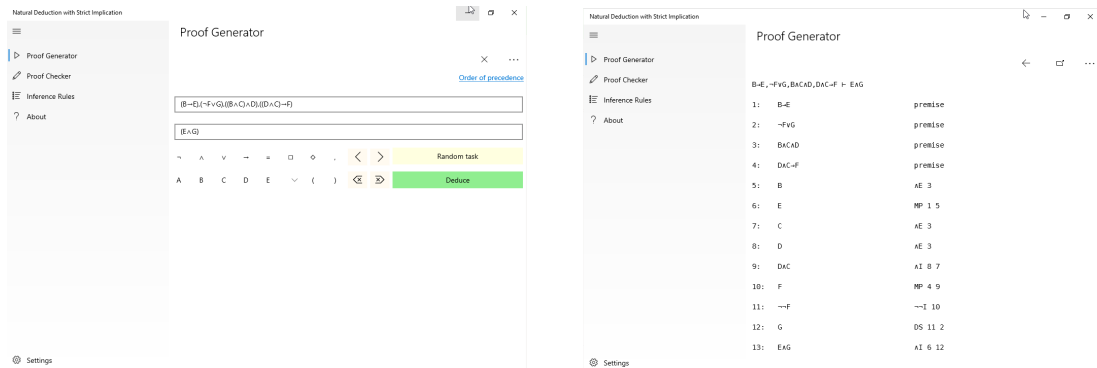 Natural Deduction with Strict Implication
Proof Generator
Proof Generator
Proof Checker
Inference Rules
? About
Order of precedence
(B→E),(¬F∨G),((B∧C)∧D),((D∧C)→F)
(E∧G)
¬ ∧ ∨ → = □ ◇ , < > Random task
A B C D E ( ) Deduce
Settings
Natural Deduction with Strict Implication
Proof Generator
Proof Generator
Proof Checker
Inference Rules
? About
B→E,¬F∨G,B∧C∧D,D∧C→F ⊢ E∧G
1: B→E premise
2: ¬F∨G premise
3: B∧C∧D premise
4: D∧C→F premise
5: B ∧E 3
6: E MP 1 5
7: C ∧E 3
8: D ∧E 3
9: D∧C ∧I 8 7
10: F MP 4 9
11: ¬¬F ¬¬I 10
12: G DS 11 2
13: E∧G ∧I 6 12
Settings